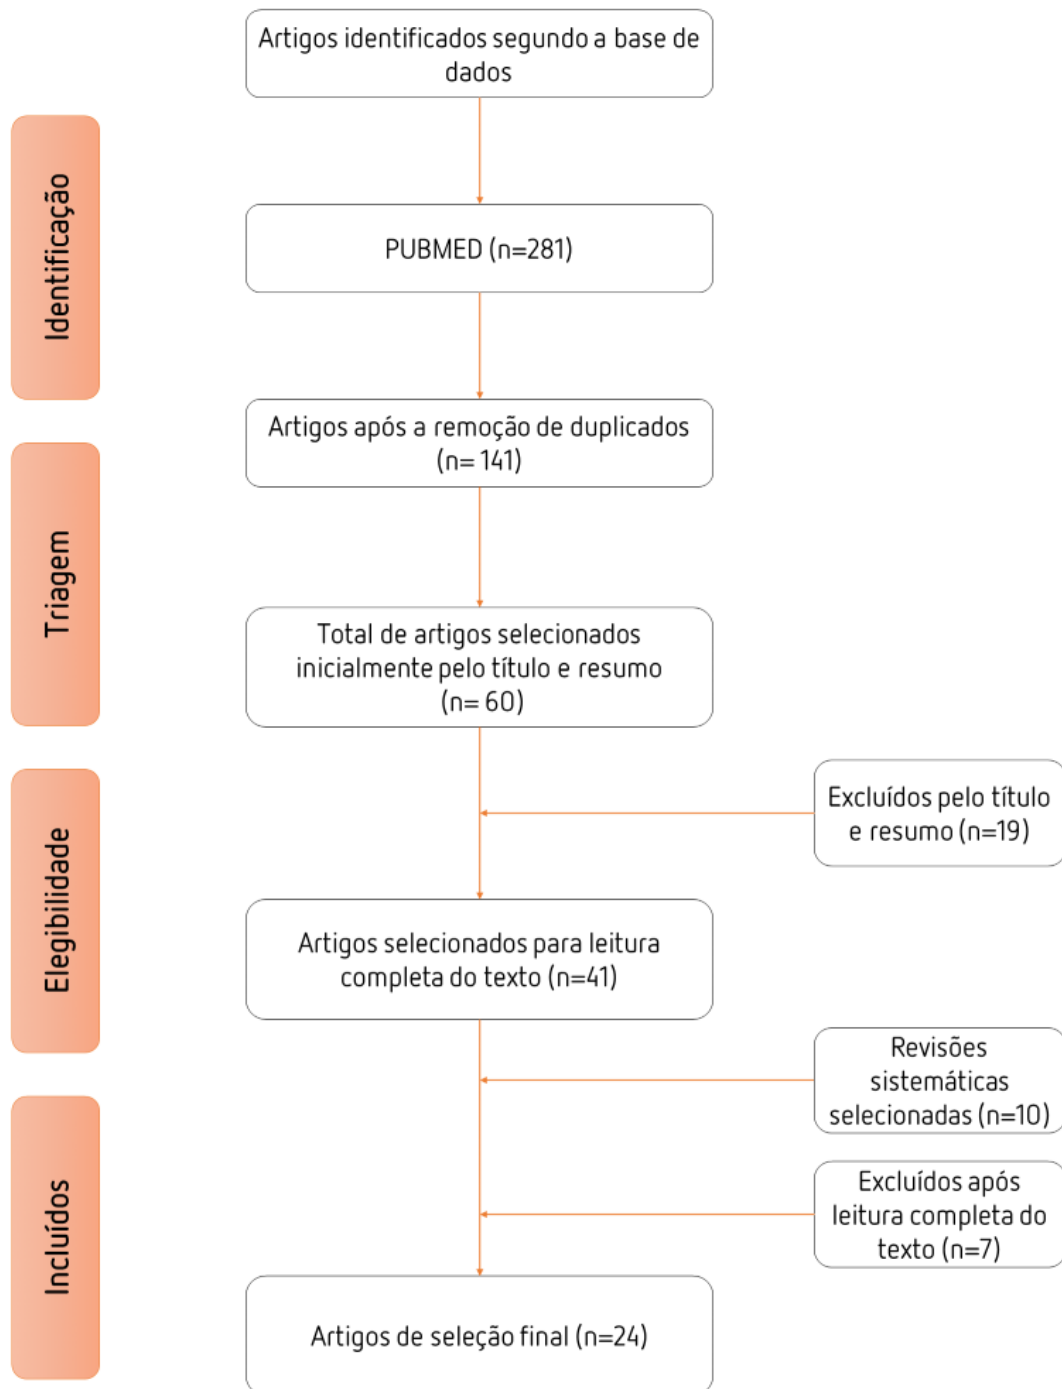 Artigos identificados segundo a base de
dados
Identificação
PUBMED (n=281)
Artigos após a remoção de duplicados
(n= 141)
Triagem
Total de artigos selecionados
inicialmente pelo título e resumo
(n= 60)
Excluídos pelo título
e resumo (n=19)
Elegibilidade
Artigos selecionados para leitura
completa do texto (n=41)
Revisões
sistemáticas
selecionadas (n=10)
Excluídos após
leitura completa do
texto (n=7)
Incluídos
Artigos de seleção final (n=24)